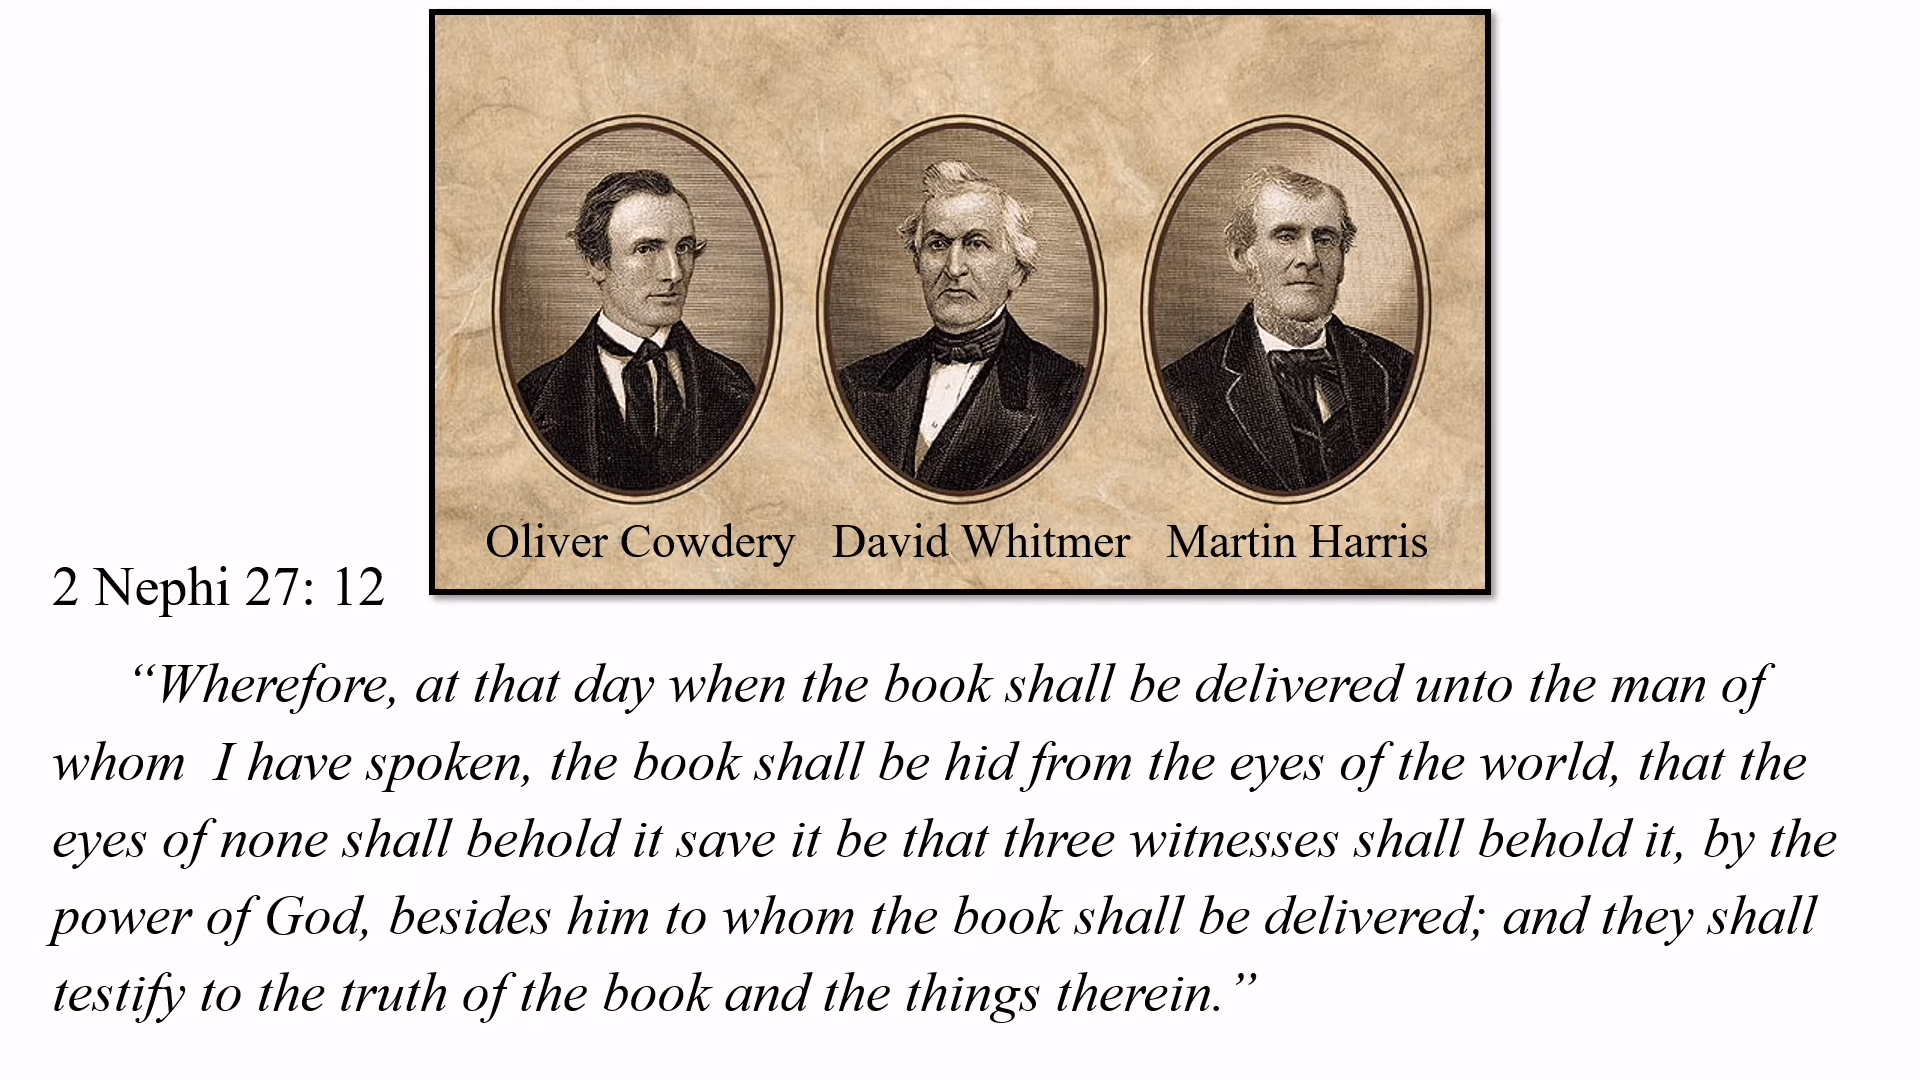 Oliver Cowdery David Whitmer Martin Harris
2 Nephi 27: 12
“Wherefore, at that day when the book shall be delivered unto the man of
whom  I have spoken, the book shall be hid from the eyes of the world, that the
eyes of none shall behold it save it be that three witnesses shall behold it, by the
power of God, besides him to whom the book shall be delivered; and they shall
testify to the truth of the book and the things therein.”